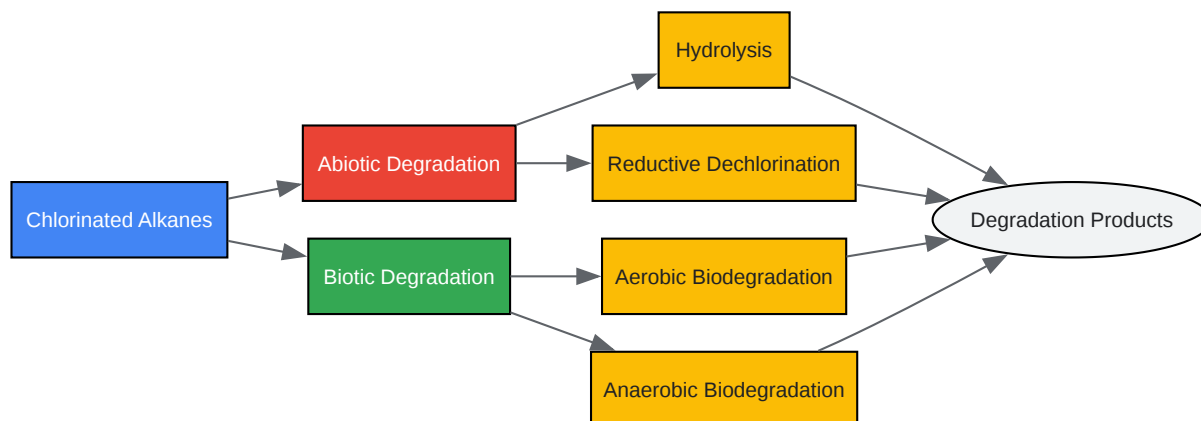 Hydrolysis
Abiotic Degradation
Reductive Dechlorination
Chlorinated Alkanes
Degradation Products
Biotic Degradation
Aerobic Biodegradation
Anaerobic Biodegradation